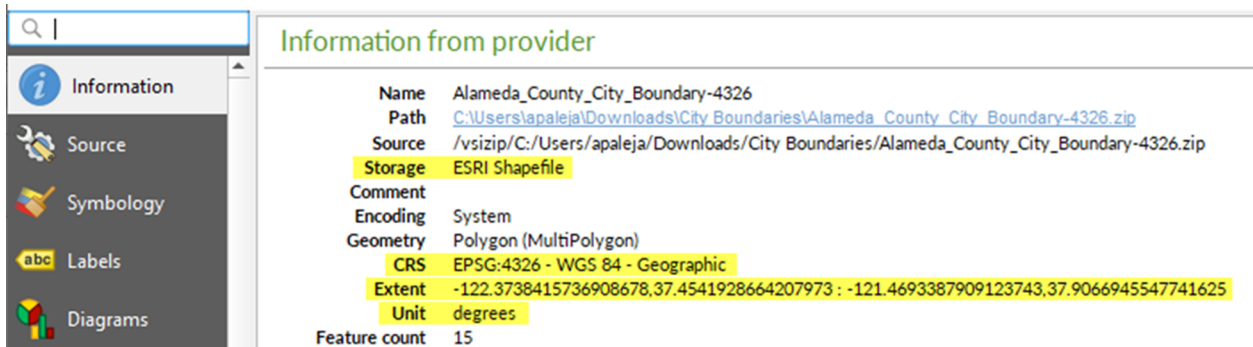 Information from provider
Information
Source
Symbology
abc Labels
Diagrams
Name Alameda_County_City_Boundary-4326
Path C:\Users\apaleja\Downloads\City Boundaries\Alameda_County_City_Boundary-4326.zip
Source /vsizip/C:/Users/apaleja/Downloads/City Boundaries/Alameda_County_City_Boundary-4326.zip
Storage ESRI Shapefile
Comment
Encoding System
Geometry Polygon (MultiPolygon)
CRS EPSG:4326 - WGS 84 - Geographic
Extent -122.3738415736908678,37.4541928664207973 : -121.4693387909123743,37.9066945547741625
Unit degrees
Feature count 15